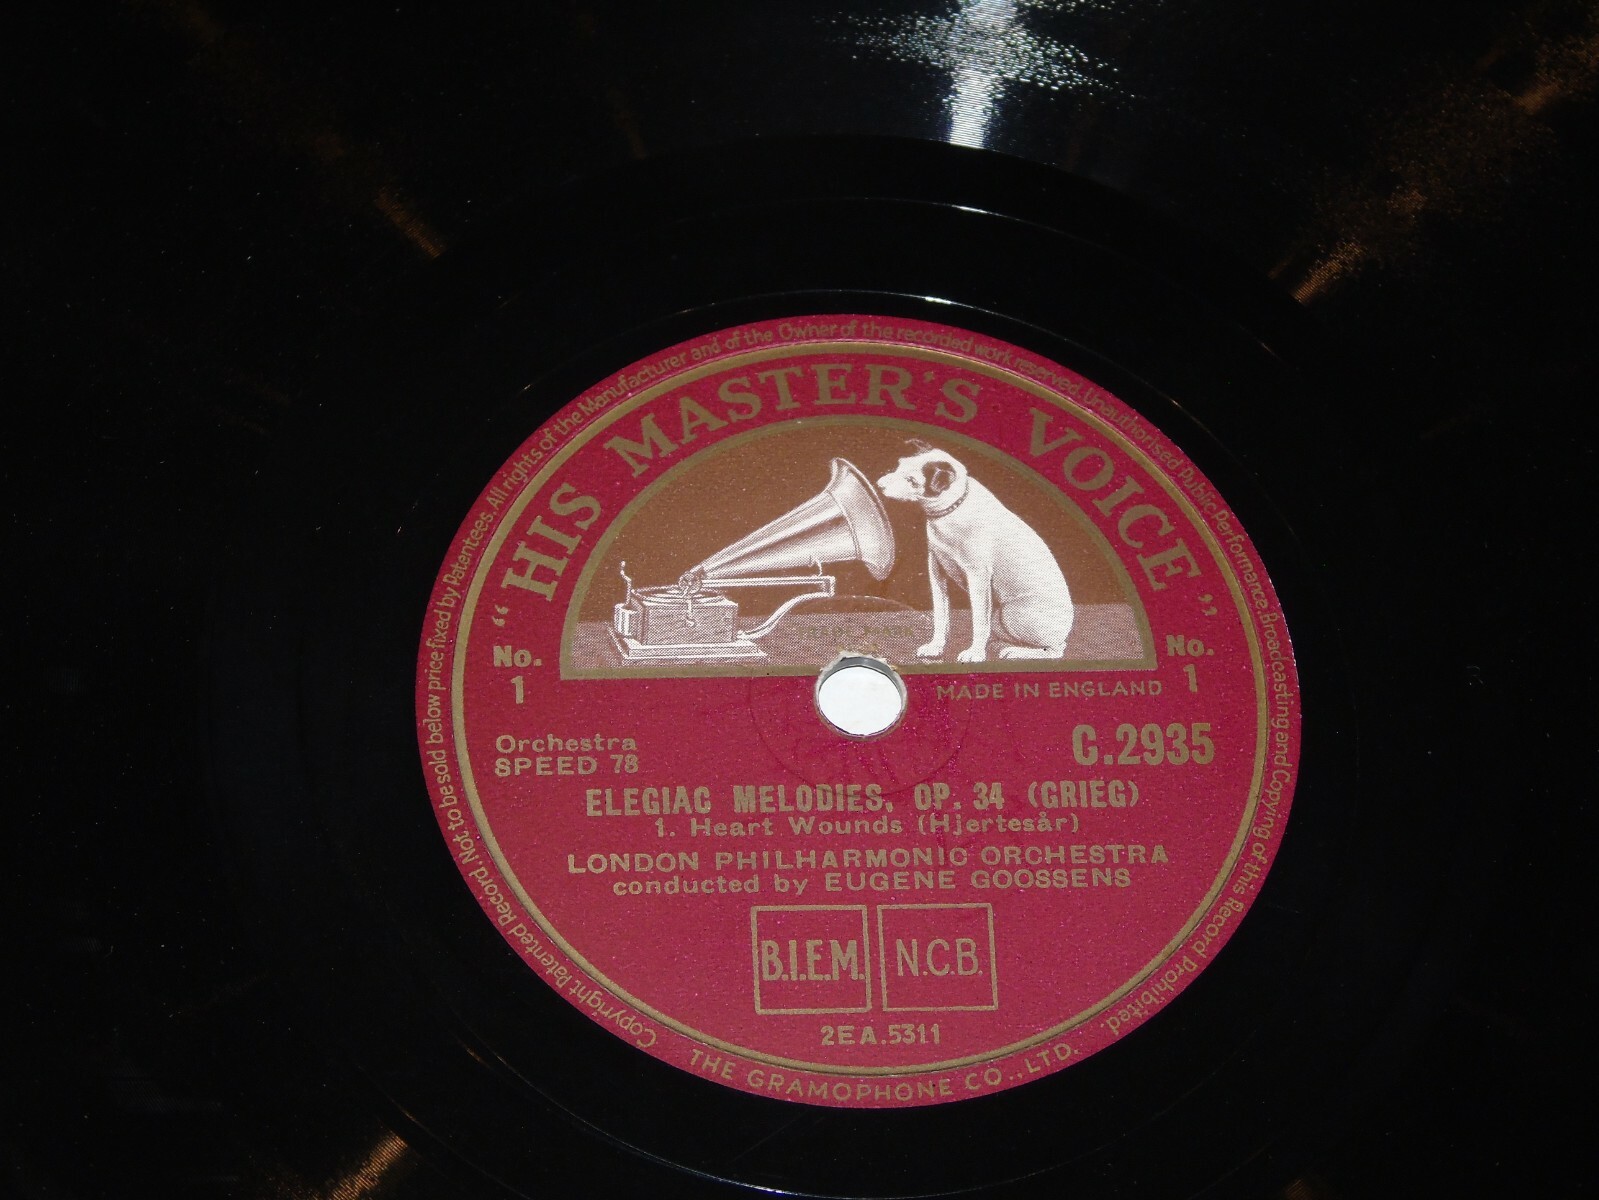 Copyright Patented Record. Not to be sold below price fixed by Patentees. All rights of the Manufacturer and of the Owner of the recorded work reserved. Unauthorised Public Performance. Broadcasting and Copying of this Record Prohibited.
"HIS MASTER'S VOICE"
TRADE MARK
No. 1
No. 1
MADE IN ENGLAND
Orchestra
SPEED 78
C.2935
ELEGIAC MELODIES, OP. 34 (GRIEG)
1. Heart Wounds (Hjertesår)
LONDON PHILHARMONIC ORCHESTRA
conducted by EUGENE GOOSSENS
B.I.E.M. N.C.B.
2EA.5311
THE GRAMOPHONE CO., LTD.